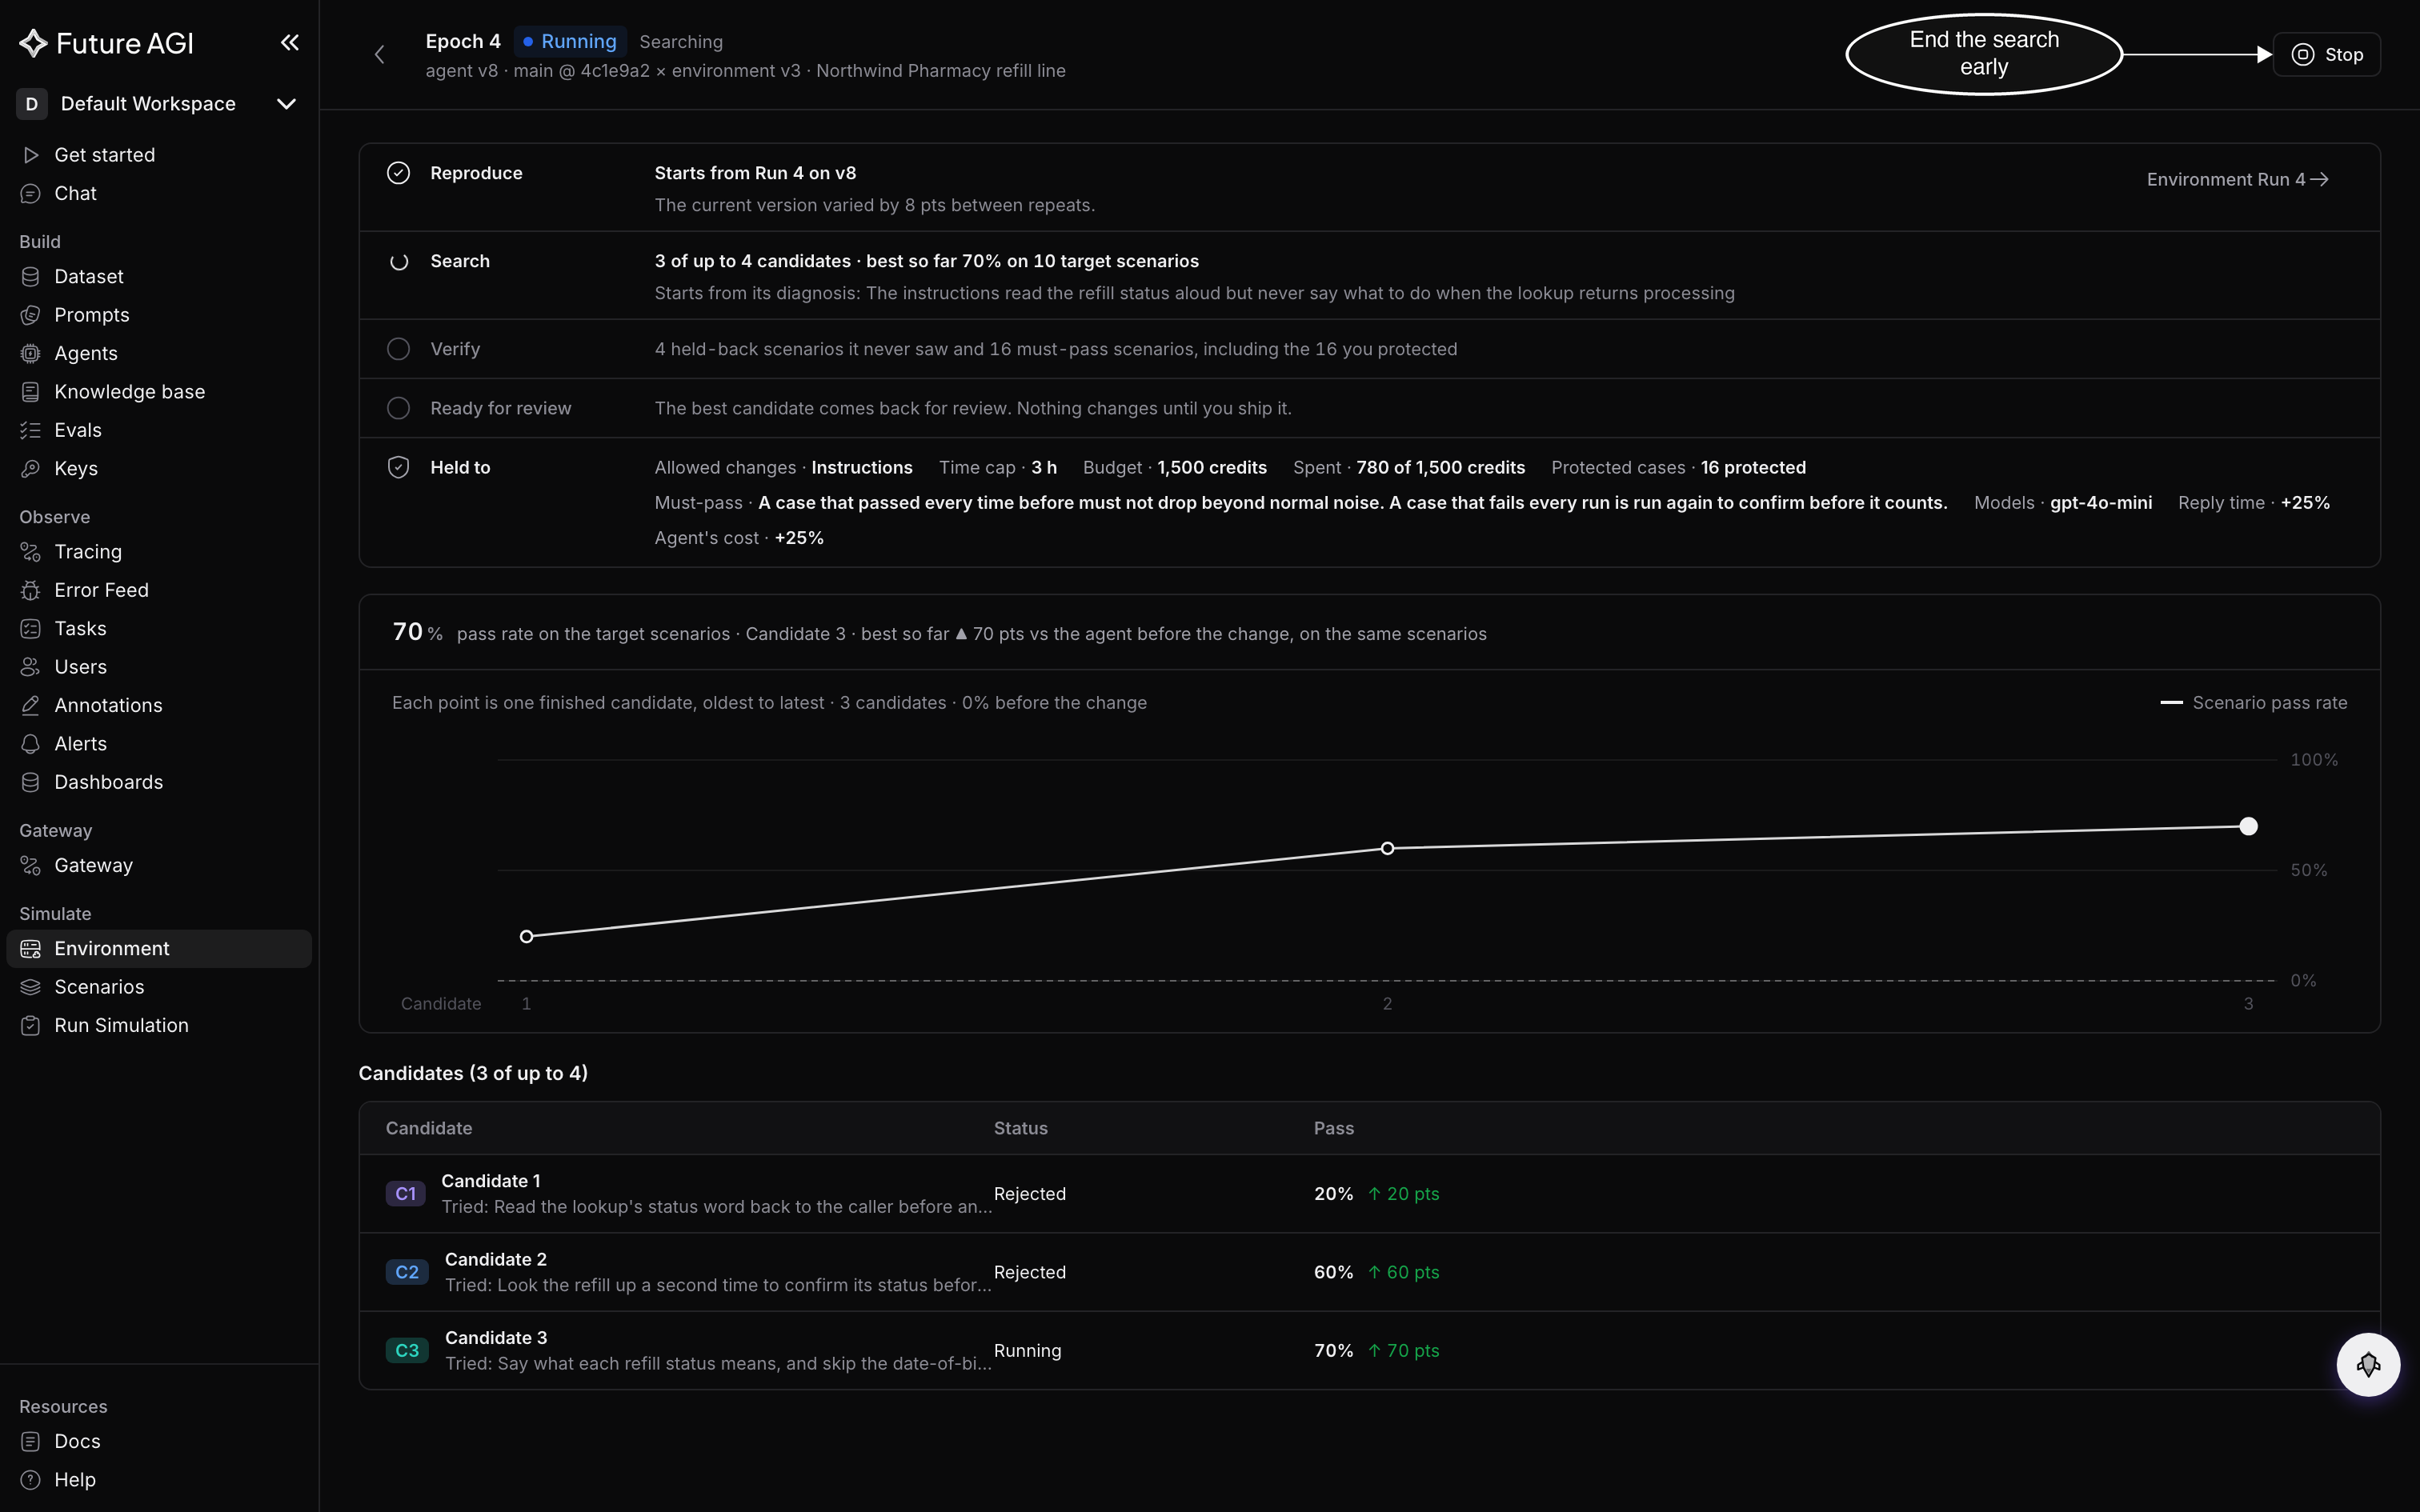 Future AGI
D Default Workspace
Get started
Chat
Build
Dataset
Prompts
Agents
Knowledge base
Evals
Keys
Observe
Tracing
Error Feed
Tasks
Users
Annotations
Alerts
Dashboards
Gateway
Gateway
Simulate
Environment
Scenarios
Run Simulation
Resources
Docs
Help
Epoch 4 Running Searching
agent v8 · main @ 4c1e9a2 × environment v3 · Northwind Pharmacy refill line
End the search
early
Stop
Reproduce Starts from Run 4 on v8 Environment Run 4
The current version varied by 8 pts between repeats.
Search 3 of up to 4 candidates · best so far 70% on 10 target scenarios
Starts from its diagnosis: The instructions read the refill status aloud but never say what to do when the lookup returns processing
Verify 4 held-back scenarios it never saw and 16 must-pass scenarios, including the 16 you protected
Ready for review The best candidate comes back for review. Nothing changes until you ship it.
Held to Allowed changes · Instructions Time cap · 3 h Budget · 1,500 credits Spent · 780 of 1,500 credits Protected cases · 16 protected
Must-pass · A case that passed every time before must not drop beyond normal noise. A case that fails every run is run again to confirm before it counts. Models · gpt-4o-mini Reply time · +25%
Agent's cost · +25%
70 % pass rate on the target scenarios · Candidate 3 · best so far ▲ 70 pts vs the agent before the change, on the same scenarios
Each point is one finished candidate, oldest to latest · 3 candidates · 0% before the change
Scenario pass rate
100%
50%
0%
Candidate 1 2 3
Candidates (3 of up to 4)
Candidate Status Pass
C1 Candidate 1 Rejected 20% ↑ 20 pts
Tried: Read the lookup's status word back to the caller before an...
C2 Candidate 2 Rejected 60% ↑ 60 pts
Tried: Look the refill up a second time to confirm its status befor...
C3 Candidate 3 Running 70% ↑ 70 pts
Tried: Say what each refill status means, and skip the date-of-bi...